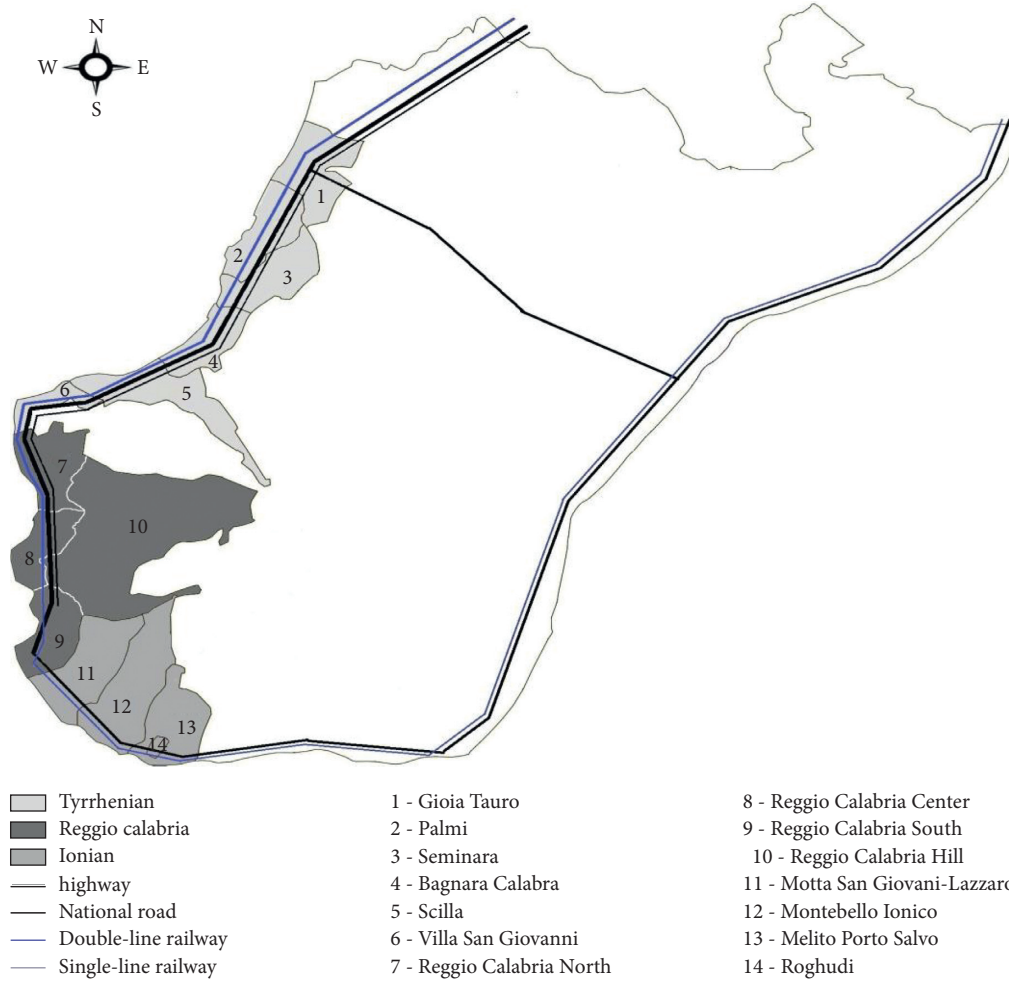 N
W E
S
1
2
3
4
5
6
7
10
8
9
11
12
13
14
Tyrrhenian
Reggio calabria
Ionian
highway
National road
Double-line railway
Single-line railway
1 - Gioia Tauro
2 - Palmi
3 - Seminara
4 - Bagnara Calabra
5 - Scilla
6 - Villa San Giovanni
7 - Reggio Calabria North
8 - Reggio Calabria Center
9 - Reggio Calabria South
10 - Reggio Calabria Hill
11 - Motta San Giovani-Lazzaro
12 - Montebello Ionico
13 - Melito Porto Salvo
14 - Roghudi